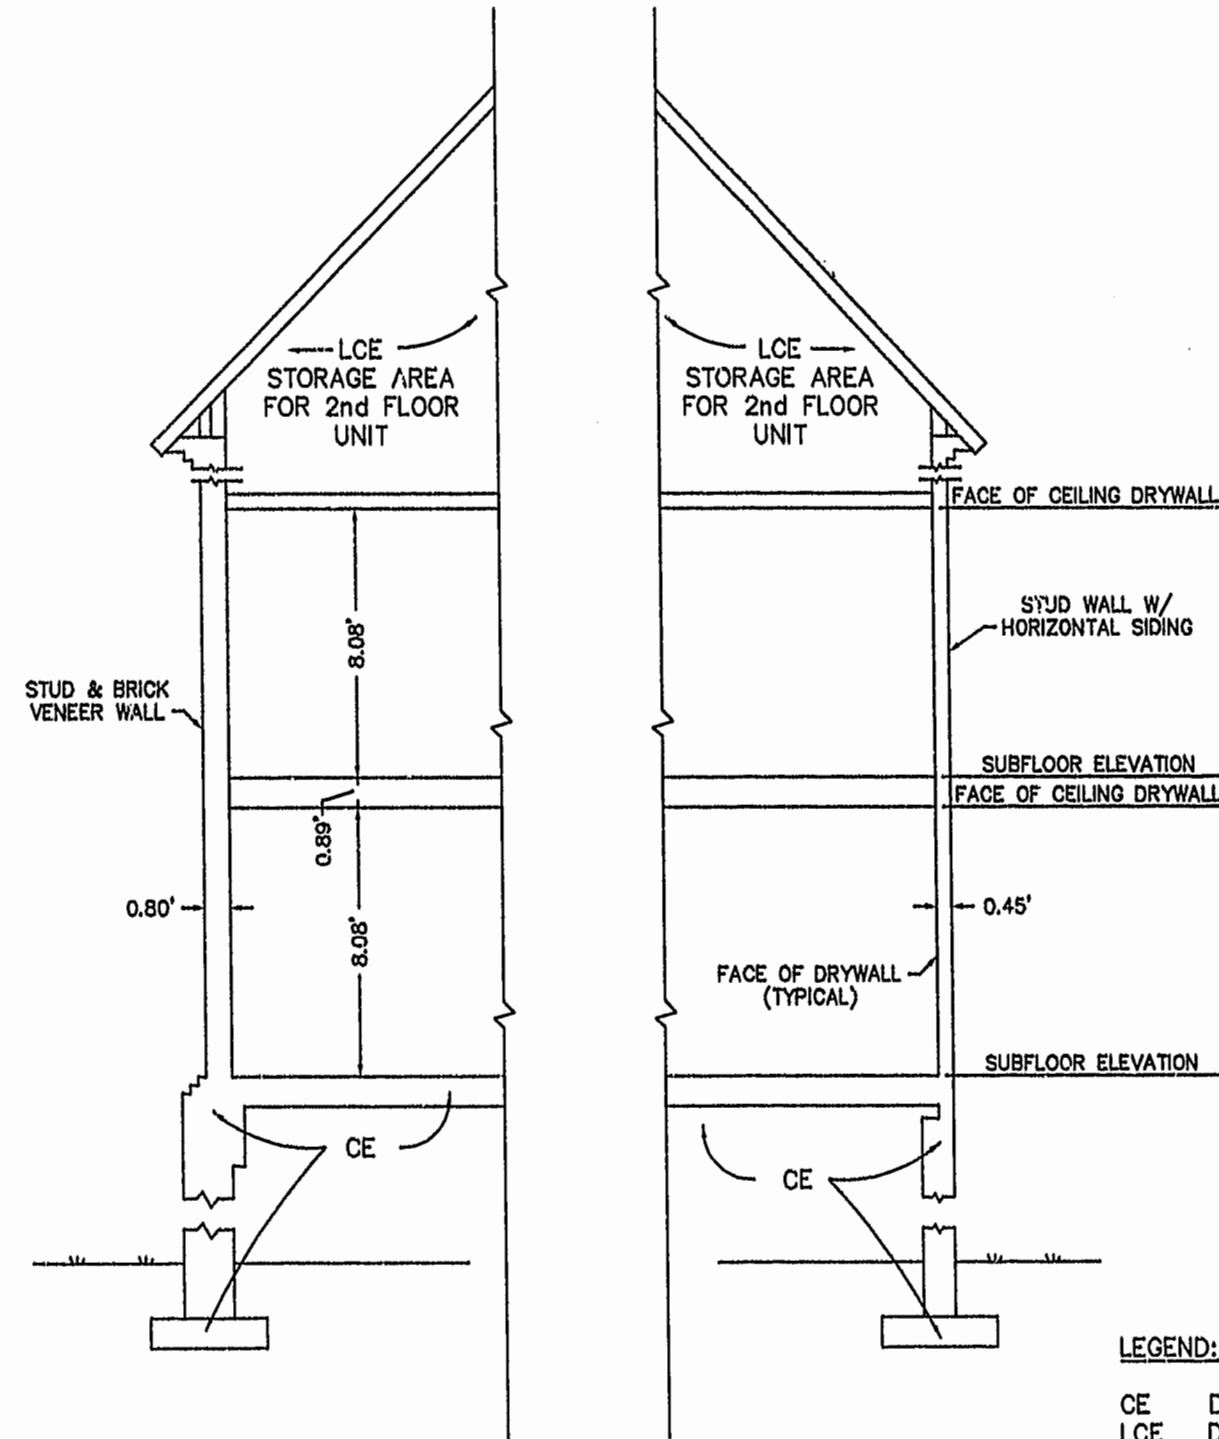 LCE
STORAGE AREA
FOR 2nd FLOOR
UNIT
LCE
STORAGE AREA
FOR 2nd FLOOR
UNIT
FACE OF CEILING DRYWALL
8.08'
STUD WALL W/
HORIZONTAL SIDING
STUD & BRICK
VENEER WALL
SUBFLOOR ELEVATION
FACE OF CEILING DRYWALL
0.89'
0.80'
0.45'
8.08'
FACE OF DRYWALL
(TYPICAL)
SUBFLOOR ELEVATION
CE
CE
LEGEND:
CE D
LCE D